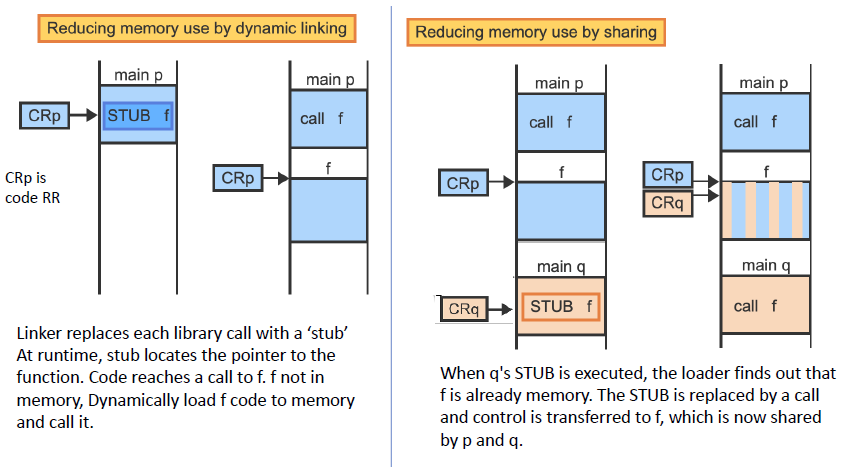 Reducing memory use by dynamic linking
main p
CRp
STUB f
CRp is
code RR
main p
call f
f
CRp
Linker replaces each library call with a ‘stub’
At runtime, stub locates the pointer to the
function. Code reaches a call to f. f not in
memory, Dynamically load f code to memory
and call it.
Reducing memory use by sharing
main p
call f
f
CRp
main q
CRq
STUB f
main p
call f
f
CRp
CRq
main q
call f
When q's STUB is executed, the loader finds out that
f is already memory. The STUB is replaced by a call
and control is transferred to f, which is now shared
by p and q.